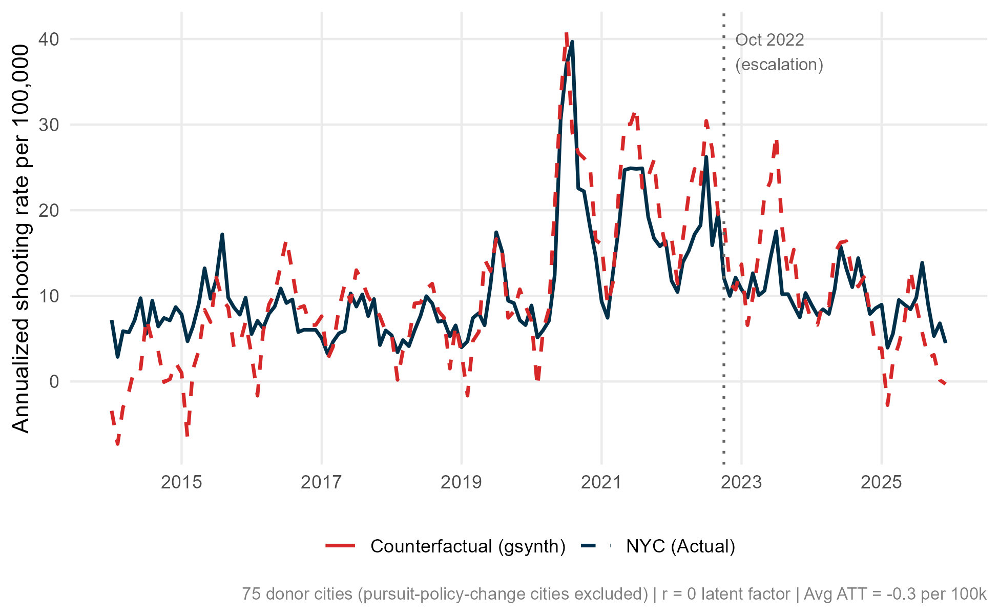 Annualized shooting rate per 100,000
40
30
20
10
0
Oct 2022
(escalation)
2015
2017
2019
2021
2023
2025
Counterfactual (gsynth)
NYC (Actual)
75 donor cities (pursuit-policy-change cities excluded) | r = 0 latent factor | Avg ATT = -0.3 per 100k